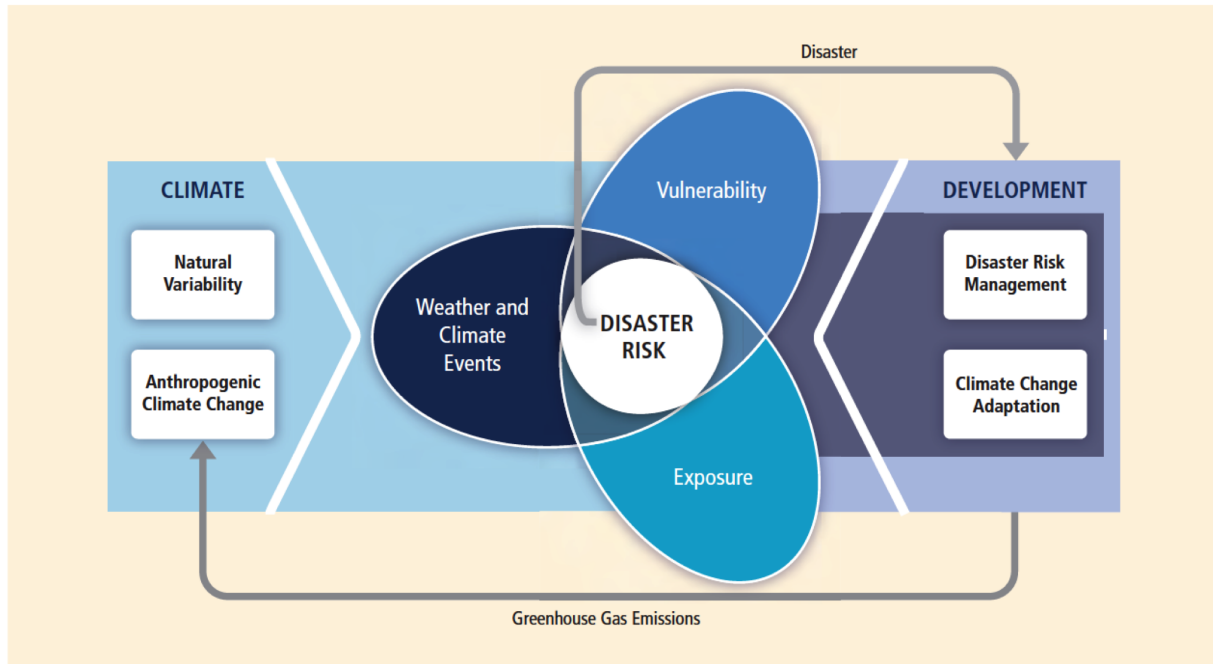 Disaster
CLIMATE
Natural
Variability
Anthropogenic
Climate Change
Weather and
Climate
Events
Vulnerability
DISASTER
RISK
Exposure
DEVELOPMENT
Disaster Risk
Management
Climate Change
Adaptation
Greenhouse Gas Emissions